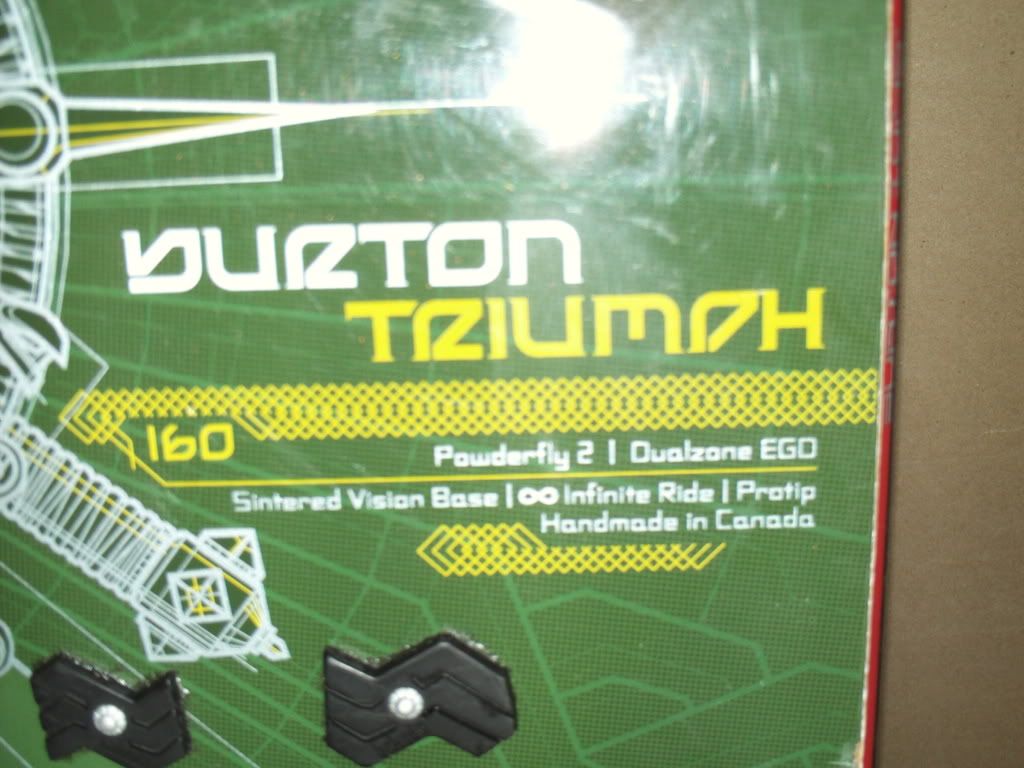 BURTON
TRIUMPH
160
Powderfly 2 | Dualzone EGD
Sintered Vision Base | ∞ Infinite Ride | Protip
Handmade in Canada